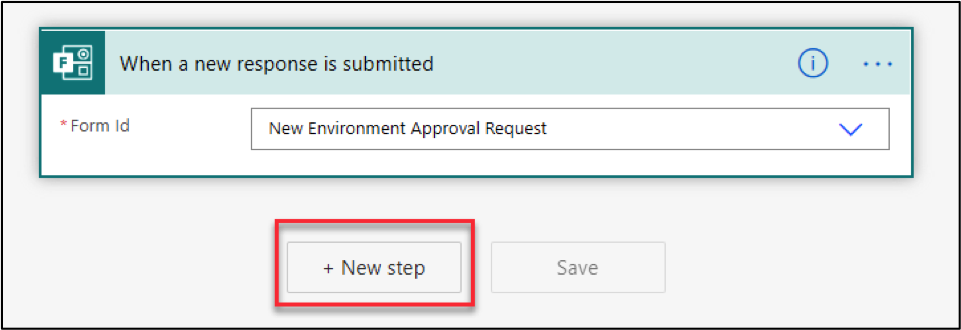 F
When a new response is submitted
i
...
* Form Id
New Environment Approval Request
+ New step
Save